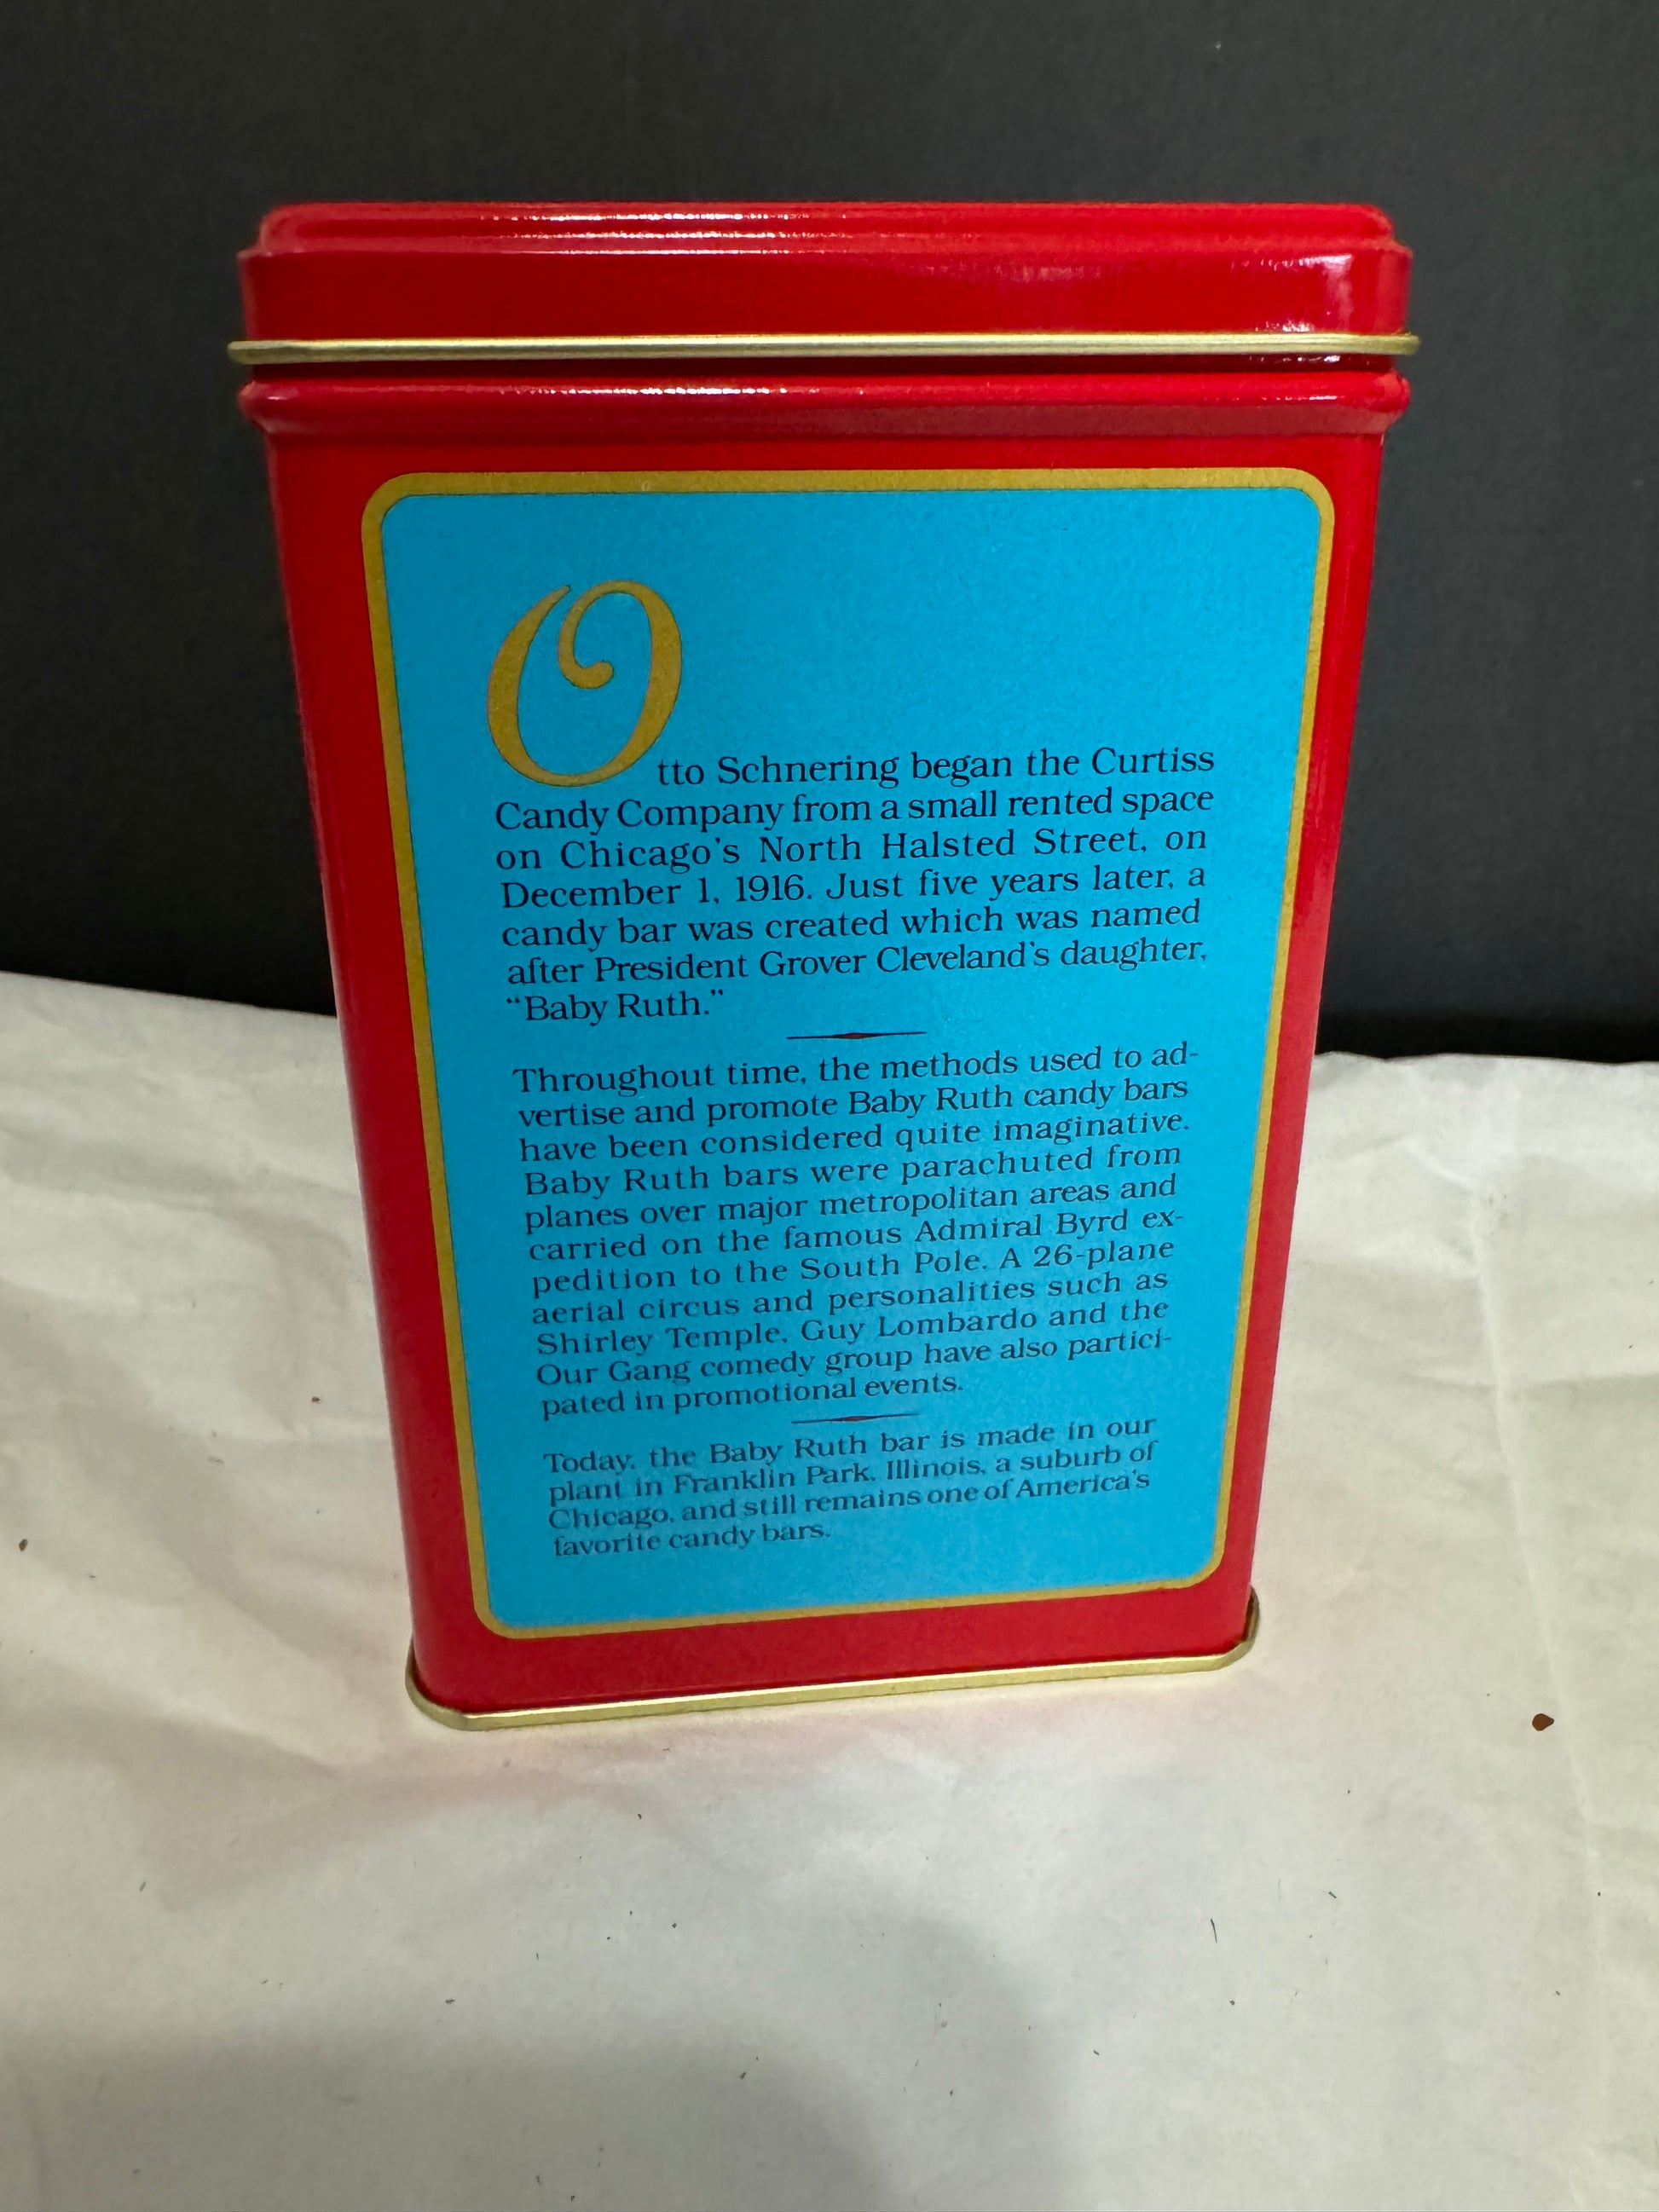 Otto Schnering began the Curtiss
Candy Company from a small rented space
on Chicago's North Halsted Street, on
December 1, 1916. Just five years later, a
candy bar was created which was named
after President Grover Cleveland's daughter,
“Baby Ruth.”
Throughout time, the methods used to ad-
vertise and promote Baby Ruth candy bars
have been considered quite imaginative.
Baby Ruth bars were parachuted from
planes over major metropolitan areas and
carried on the famous Admiral Byrd ex-
pedition to the South Pole. A 26-plane
aerial circus and personalities such as
Shirley Temple, Guy Lombardo and the
Our Gang comedy group have also partici-
pated in promotional events.
Today, the Baby Ruth bar is made in our
plant in Franklin Park, Illinois, a suburb of
Chicago, and still remains one of America's
favorite candy bars.